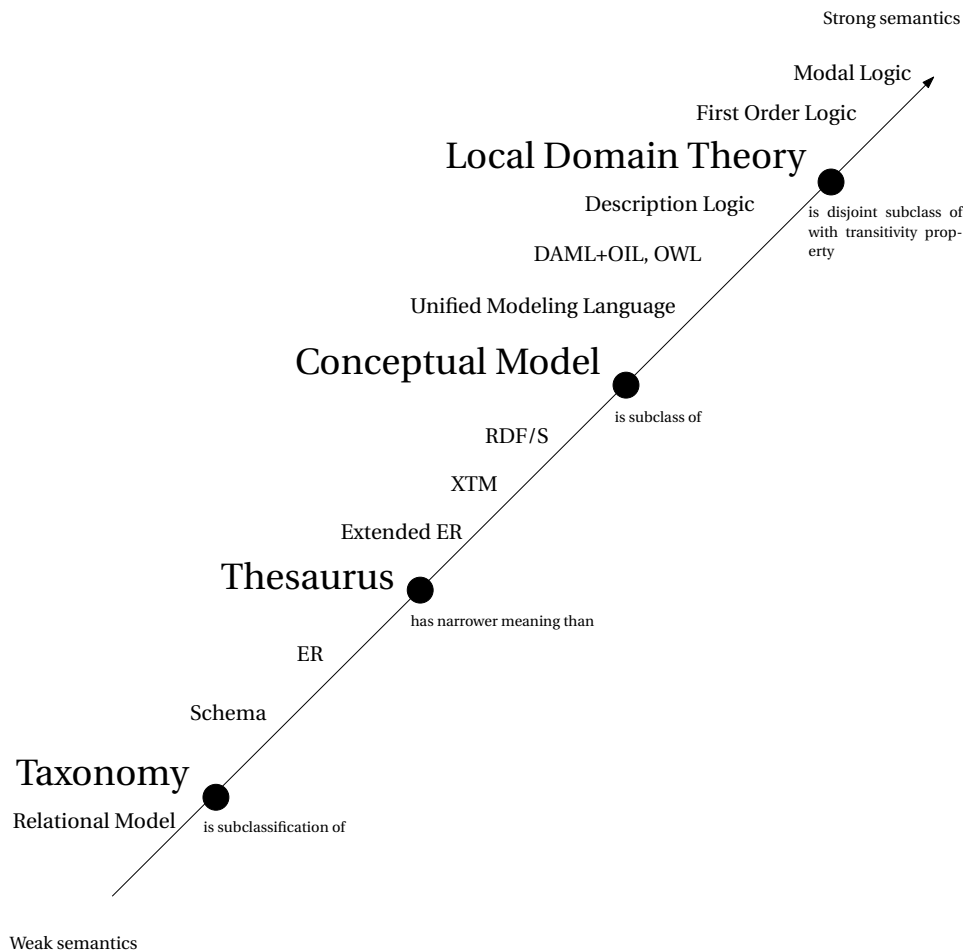 Strong semantics
Modal Logic
First Order Logic
Local Domain Theory
Description Logic
is disjoint subclass of
with transitivity prop-
erty
DAML+OIL, OWL
Unified Modeling Language
Conceptual Model
is subclass of
RDF/S
XTM
Extended ER
Thesaurus
has narrower meaning than
ER
Schema
Taxonomy
Relational Model
is subclassification of
Weak semantics